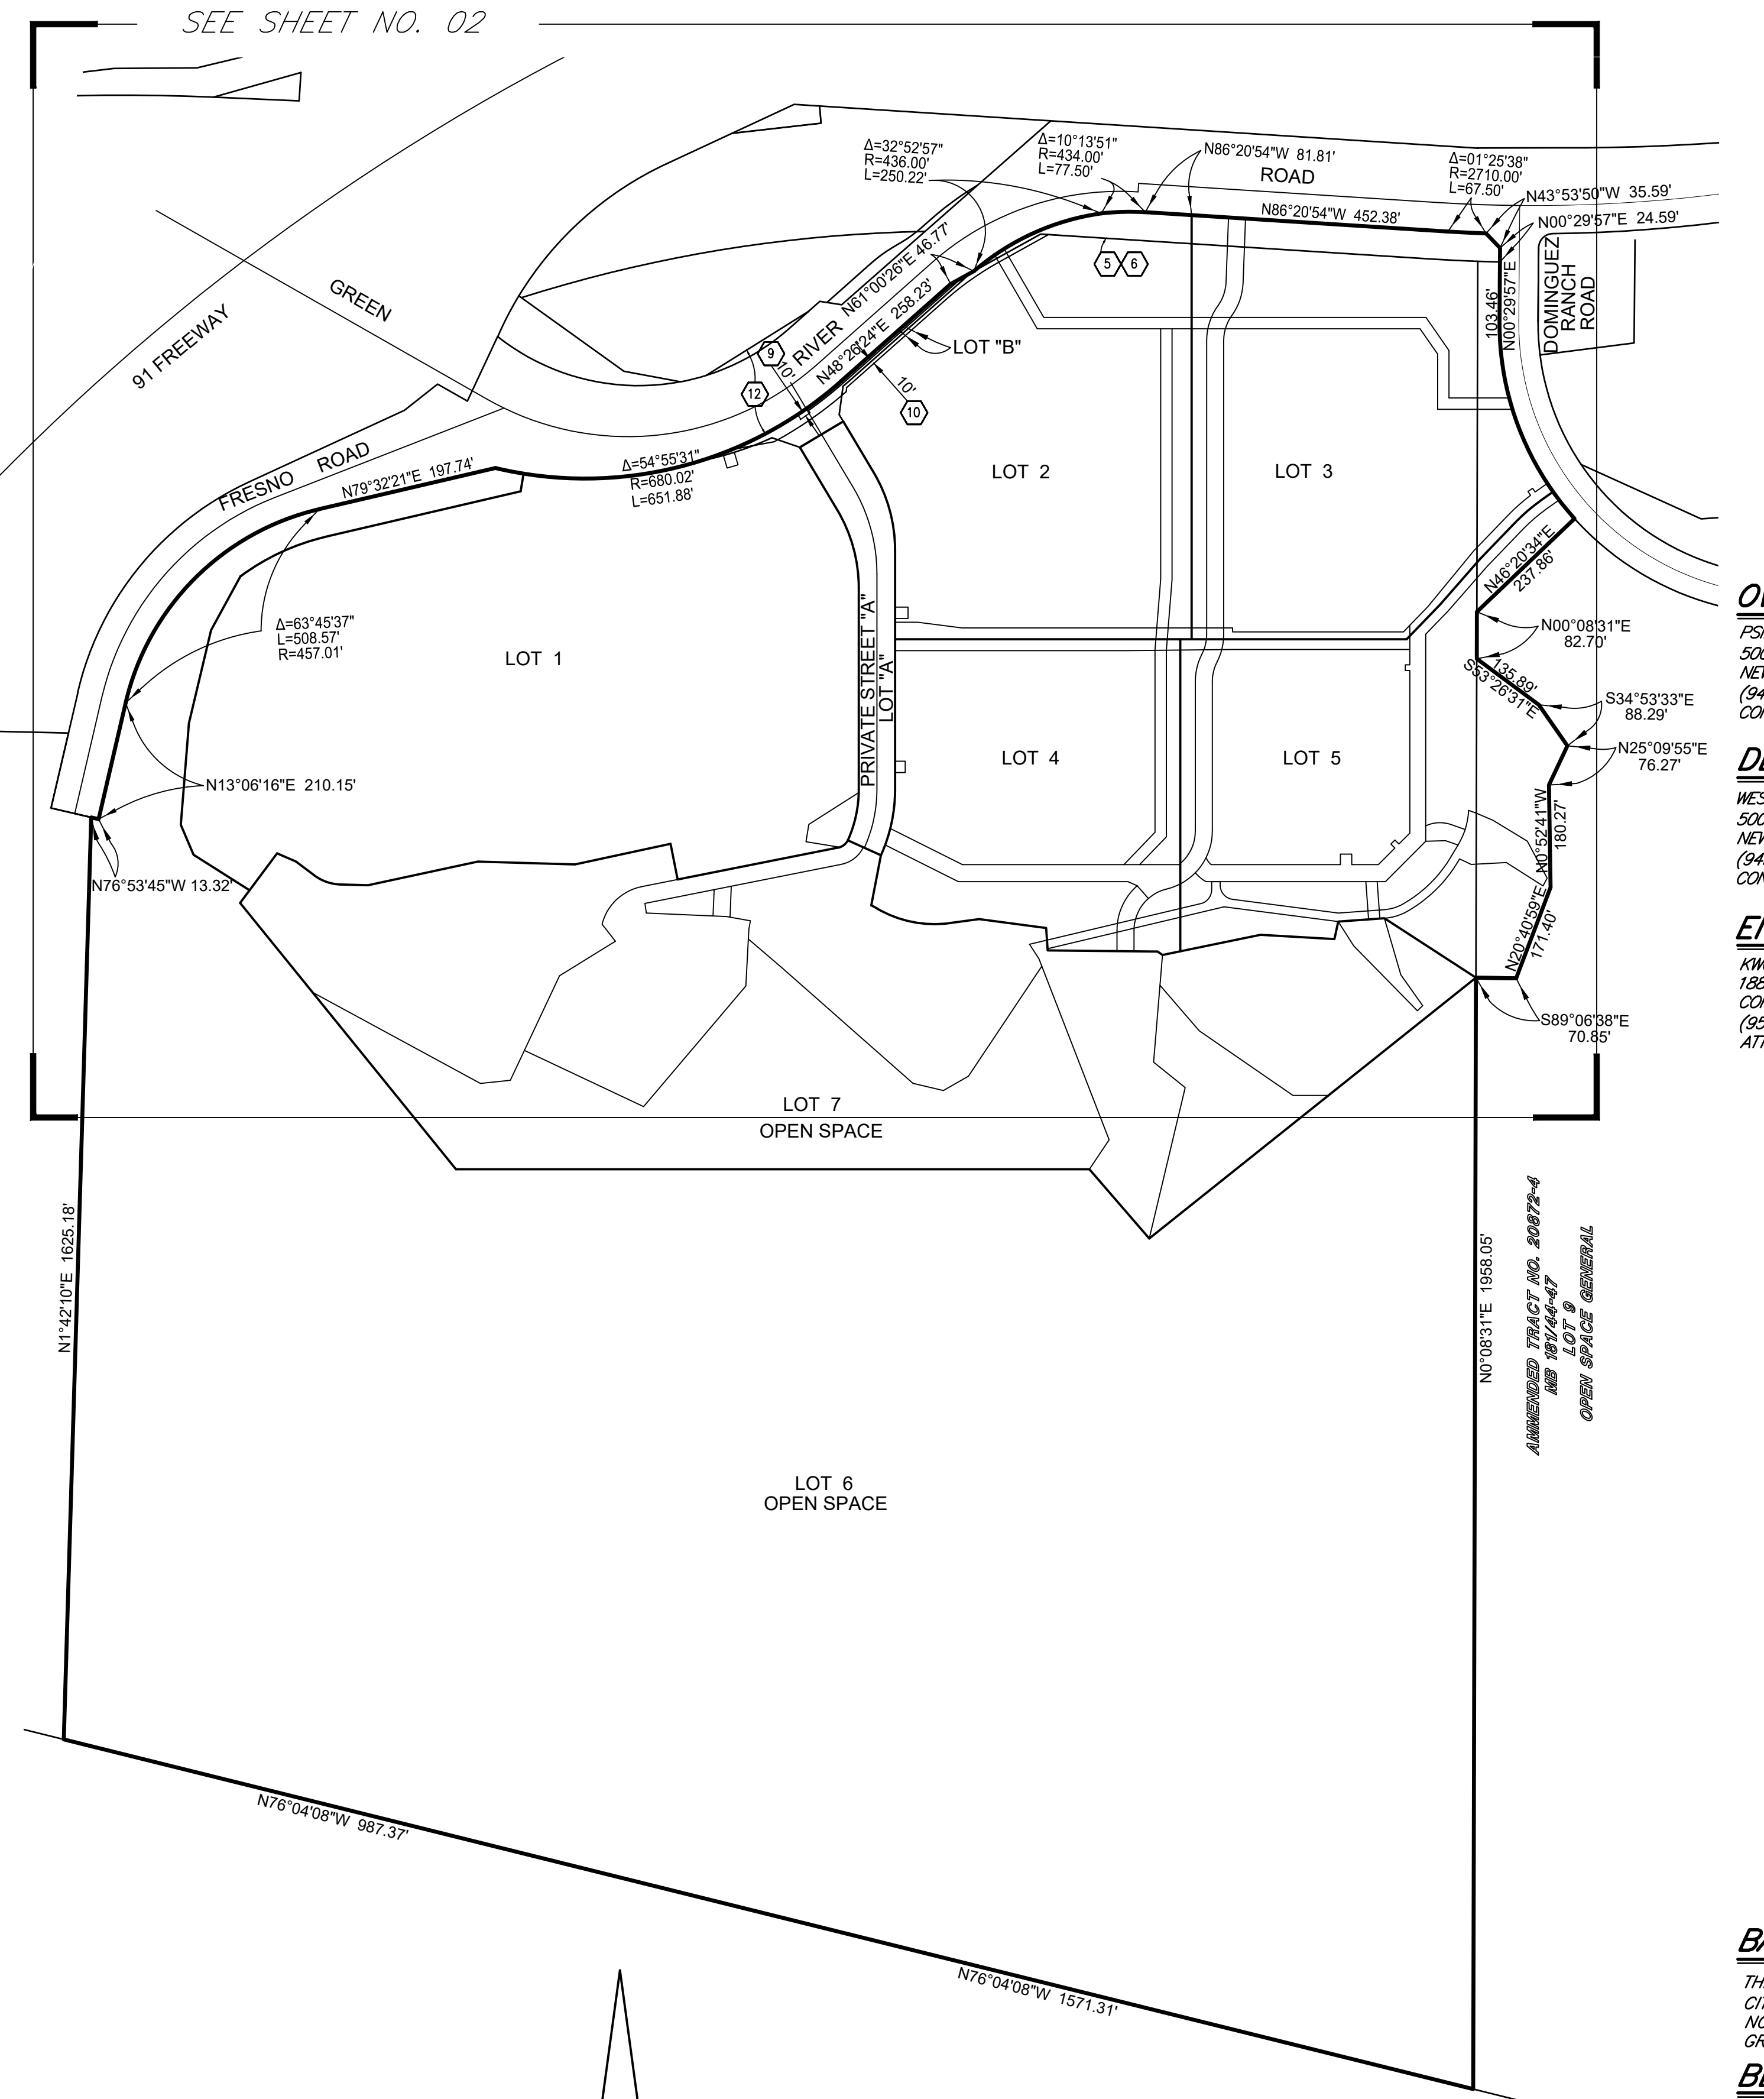 SEE SHEET NO. 02
Δ=32°52'57"
R=436.00'
L=250.22'
Δ=10°13'51"
R=434.00'
L=77.50'
N86°20'54"W 81.81'
ROAD
Δ=01°25'38"
R=2710.00'
L=67.50'
N43°53'50"W 35.59'
N86°20'54"W 452.38'
N00°29'57"E 24.59'
5
6
91 FREEWAY
GREEN
RIVER
N61°00'26"E 46.77'
N48°26'24"E 258.23'
LOT "B"
9
10'
12
10'
10
103.46'
N00°29'57"E
DOMINGUEZ
RANCH
ROAD
FRESNO ROAD
N79°32'21"E 197.74'
Δ=54°55'31"
R=680.02'
L=651.88'
LOT 2
LOT 3
N46°20'34"E
237.86'
Δ=63°45'37"
L=508.57'
R=457.01'
LOT 1
PRIVATE STREET "A"
LOT "A"
N00°08'31"E
82.70'
135.89'
S53°26'31"E
S34°53'33"E
88.29'
N25°09'55"E
76.27'
LOT 4
LOT 5
N13°06'16"E 210.15'
N0°52'41"W
180.27'
N76°53'45"W 13.32'
N20°40'59"E
171.40'
S89°06'38"E
70.85'
LOT 7
OPEN SPACE
N1°42'10"E 1625.18'
N0°08'31"E 1958.05'
AMMENDED TRACT NO. 20872-4
MB 181/44-47
LOT 9
OPEN SPACE GENERAL
LOT 6
OPEN SPACE
N76°04'08"W 987.37'
N76°04'08"W 1571.31'